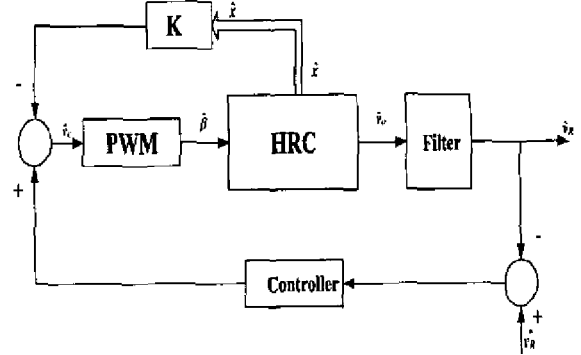 x̂
K
x̂
-
v̂c
PWM
β̂
HRC
v̂o
Filter
v̂R
+
-
Controller
+
v̂*R